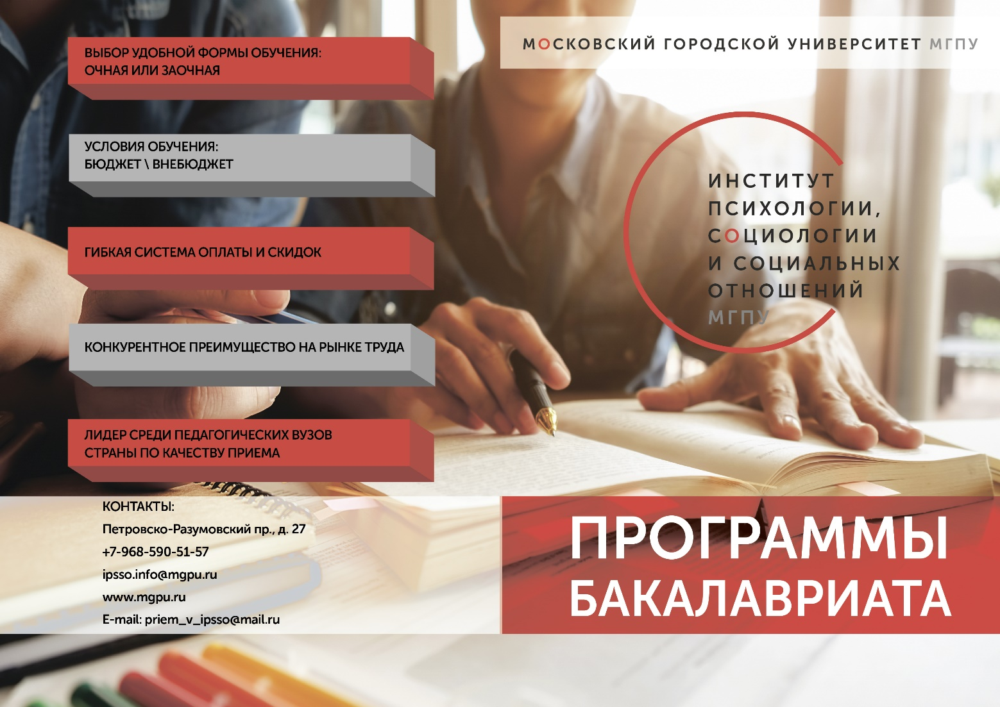 ВЫБОР УДОБНОЙ ФОРМЫ ОБУЧЕНИЯ:
ОЧНАЯ ИЛИ ЗАОЧНАЯ
УСЛОВИЯ ОБУЧЕНИЯ:
БЮДЖЕТ \ ВНЕБЮДЖЕТ
ГИБКАЯ СИСТЕМА ОПЛАТЫ И СКИДОК
КОНКУРЕНТНОЕ ПРЕИМУЩЕСТВО НА РЫНКЕ ТРУДА
ЛИДЕР СРЕДИ ПЕДАГОГИЧЕСКИХ ВУЗОВ
СТРАНЫ ПО КАЧЕСТВУ ПРИЕМА
КОНТАКТЫ:
Петровско-Разумовский пр., д. 27
+7-968-590-51-57
ipsso.info@mgpu.ru
www.mgpu.ru
E-mail: priem_v_ipsso@mail.ru
МОСКОВСКИЙ ГОРОДСКОЙ УНИВЕРСИТЕТ МГПУ
ИНСТИТУТ
ПСИХОЛОГИИ,
СОЦИОЛОГИИ
И СОЦИАЛЬНЫХ
ОТНОШЕНИЙ
МГПУ
ПРОГРАММЫ
БАКАЛАВРИАТА